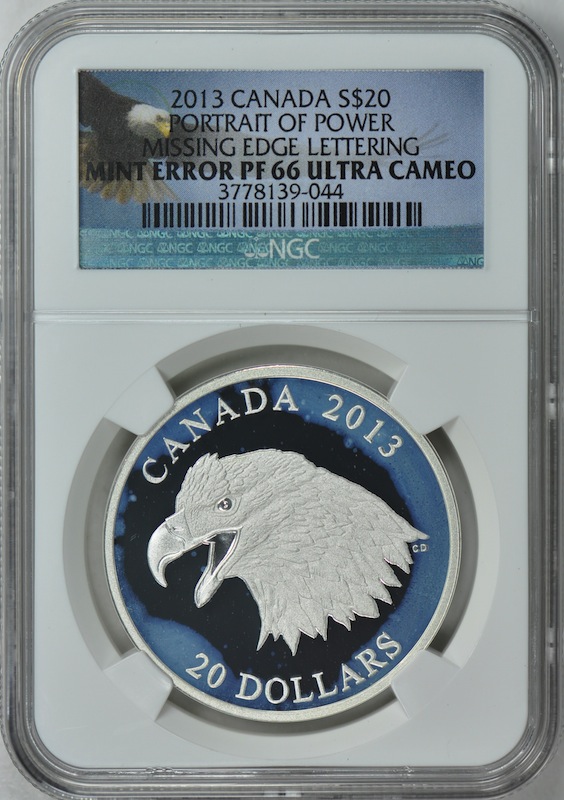 2013 CANADA S$20
PORTRAIT OF POWER
MISSING EDGE LETTERING
MINT ERROR PF 66 ULTRA CAMEO
3778139-044
NGC
CANADA 2013
CD
20 DOLLARS